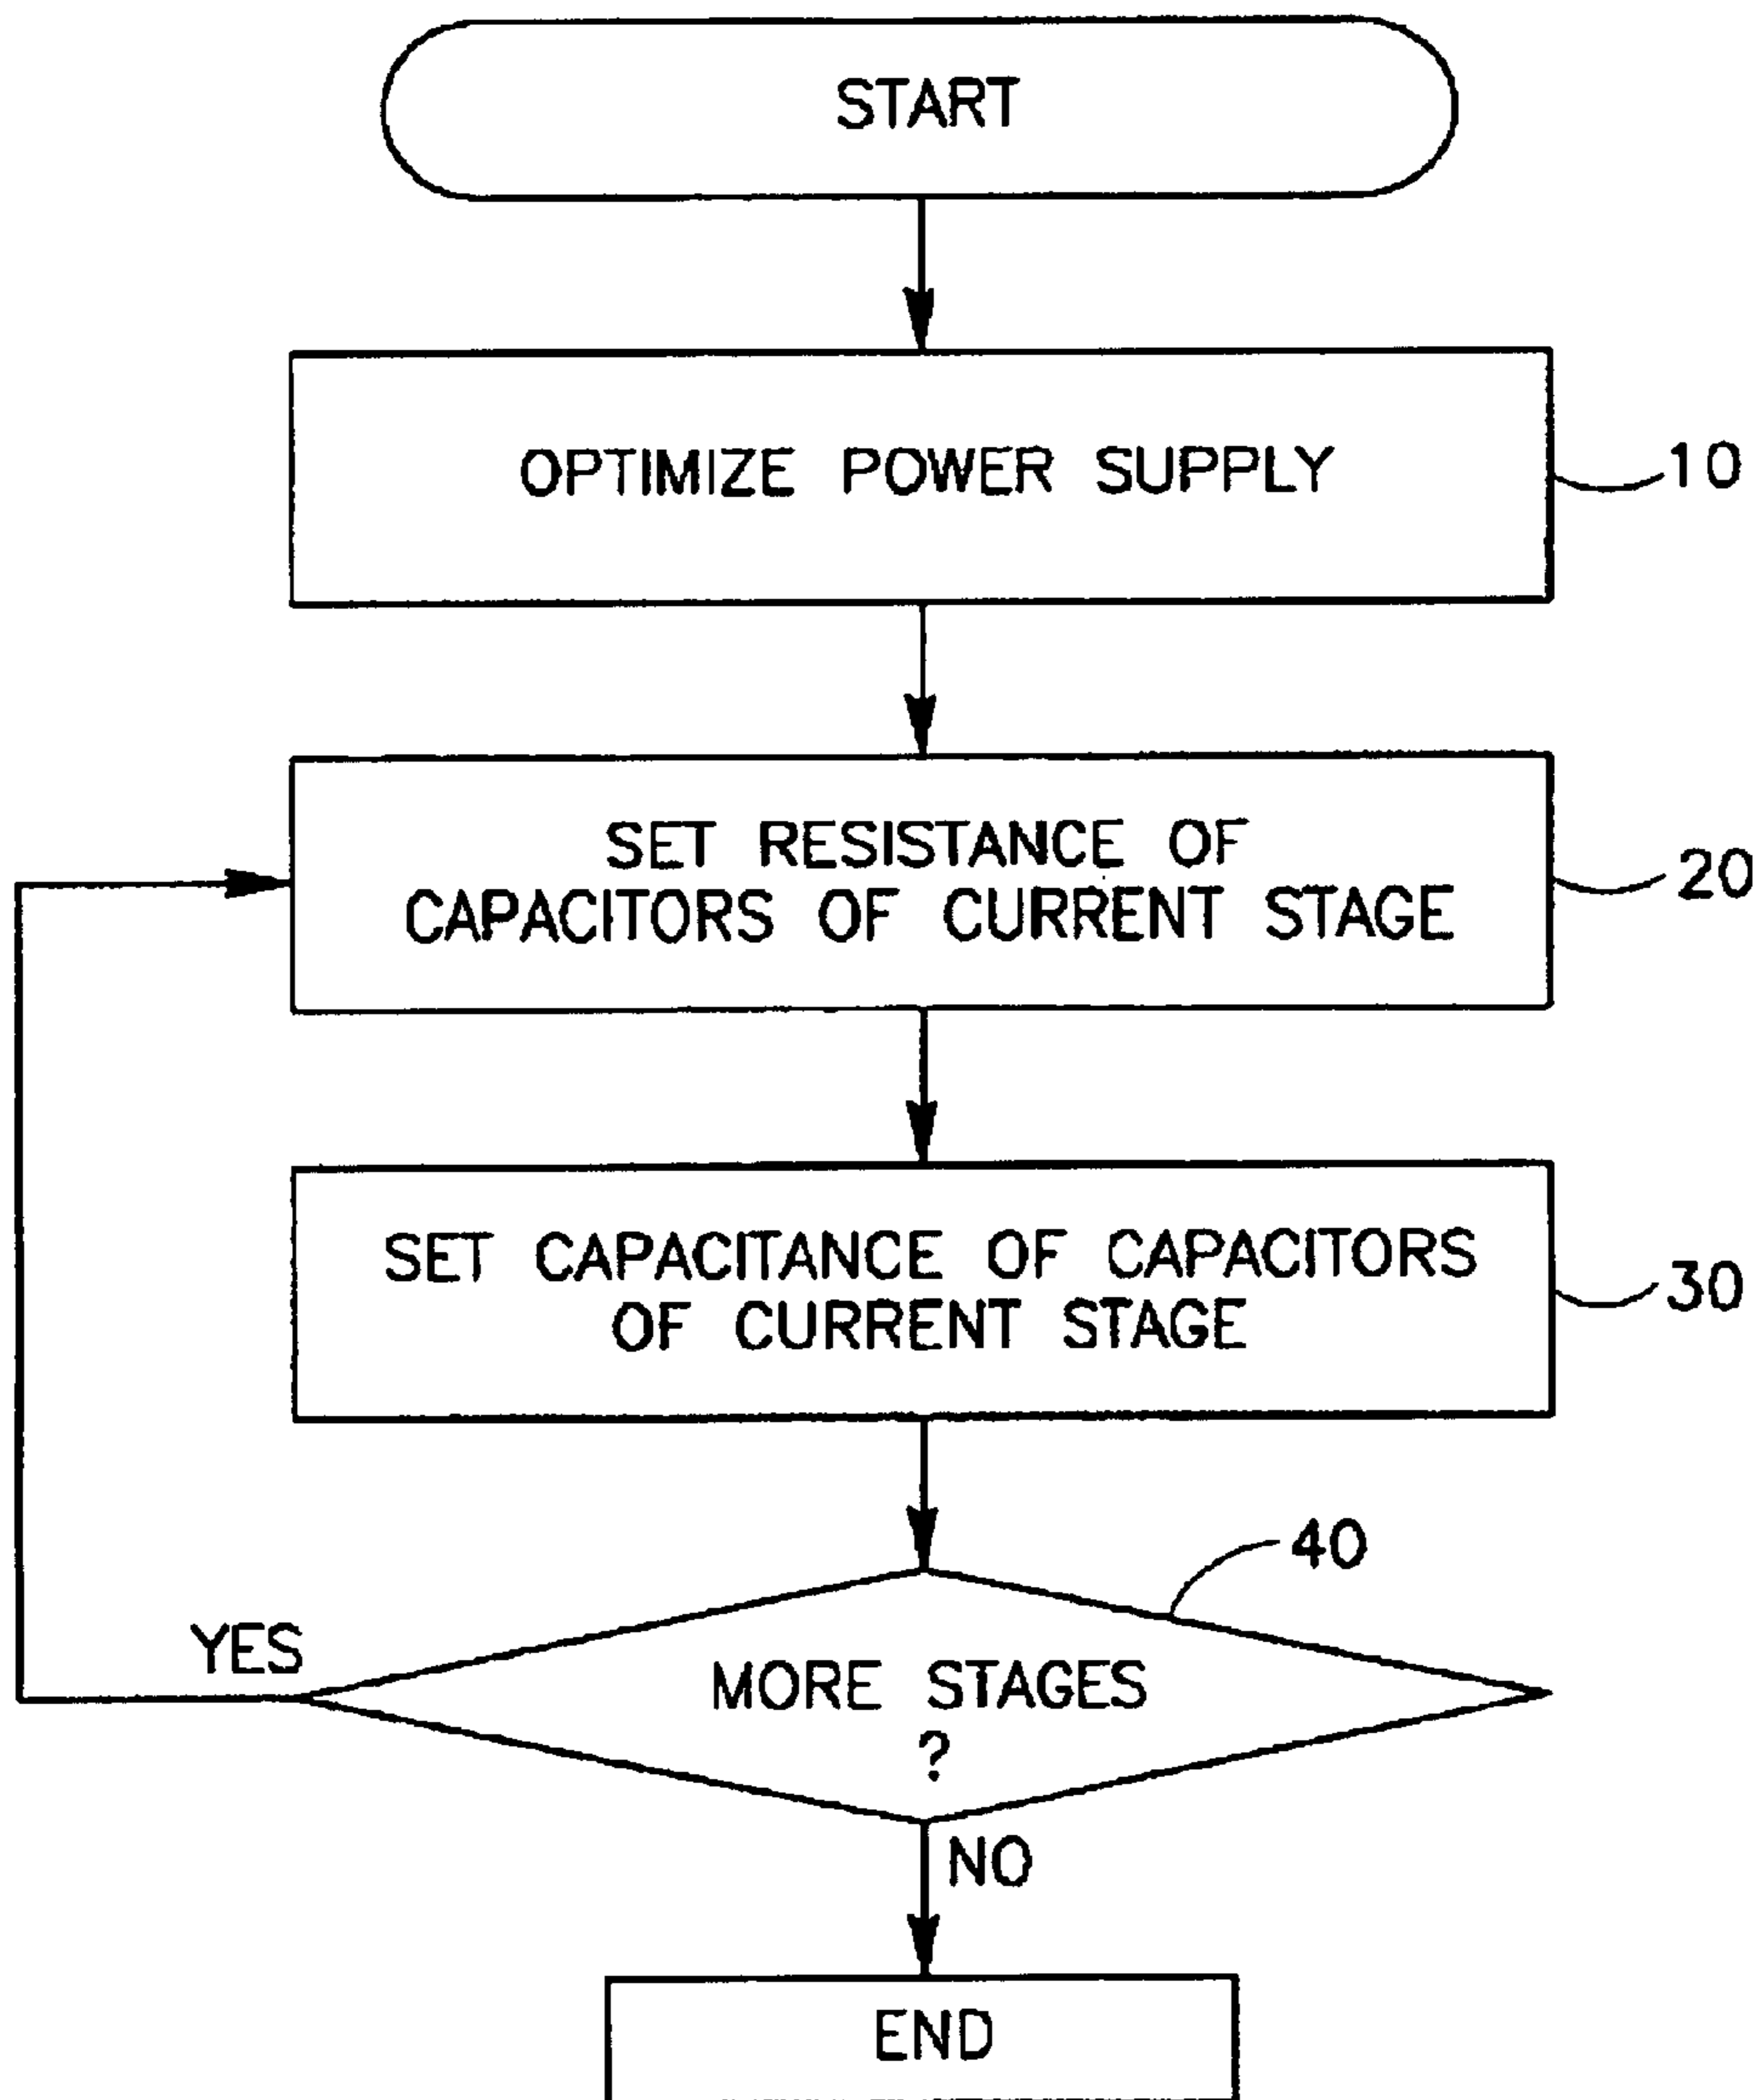 START
OPTIMIZE POWER SUPPLY
10
SET RESISTANCE OF
CAPACITORS OF CURRENT STAGE
20
SET CAPACITANCE OF CAPACITORS
OF CURRENT STAGE
30
40
YES
MORE STAGES
?
NO
END